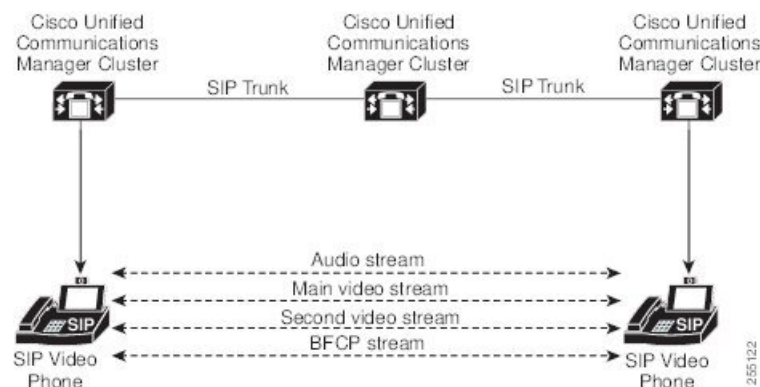 Cisco Unified
Communications
Manager Cluster
Cisco Unified
Communications
Manager Cluster
Cisco Unified
Communications
Manager Cluster
SIP Trunk
SIP Trunk
Audio stream
Main video stream
Second video stream
BFCP stream
SIP
SIP Video
Phone
SIP
SIP Video
Phone
255122